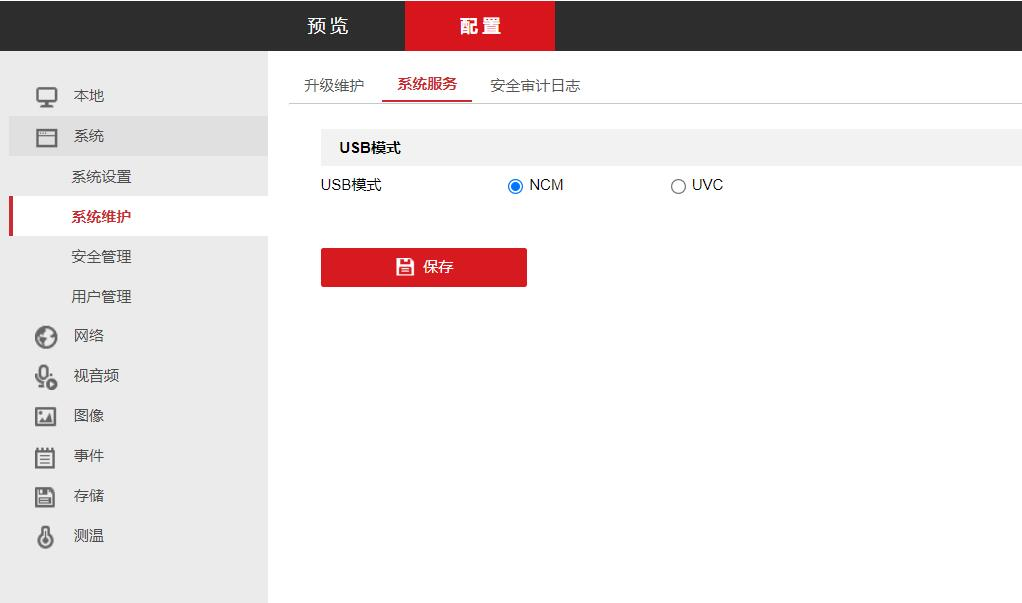 预览 配置
本地
系统
系统设置
系统维护
安全管理
用户管理
网络
视音频
图像
事件
存储
测温
升级维护 系统服务 安全审计日志
USB模式
USB模式 NCM UVC
保存